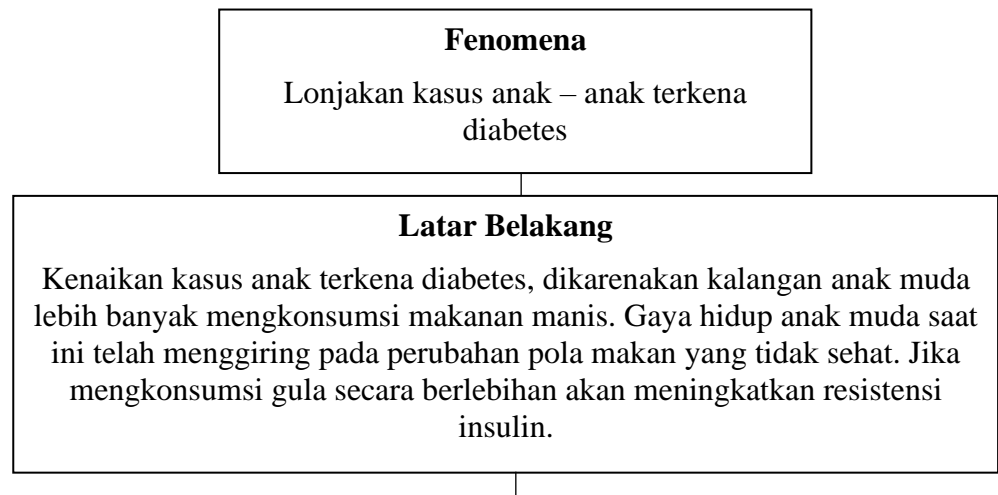 Fenomena
Lonjakan kasus anak – anak terkena
diabetes
Latar Belakang
Kenaikan kasus anak terkena diabetes, dikarenakan kalangan anak muda
lebih banyak mengkonsumsi makanan manis. Gaya hidup anak muda saat
ini telah menggiring pada perubahan pola makan yang tidak sehat. Jika
mengkonsumsi gula secara berlebihan akan meningkatkan resistensi
insulin.